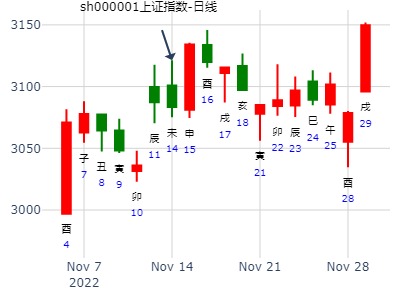 sh000001上证指数-日线
3150
3100
3050
3000
酉
4
子
7
丑
8
寅
9
卯
10
辰
11
未
14
申
15
酉
16
戌
17
亥
18
寅
21
卯
22
辰
23
巳
24
午
25
酉
28
戌
29
Nov 7
2022
Nov 14
Nov 21
Nov 28